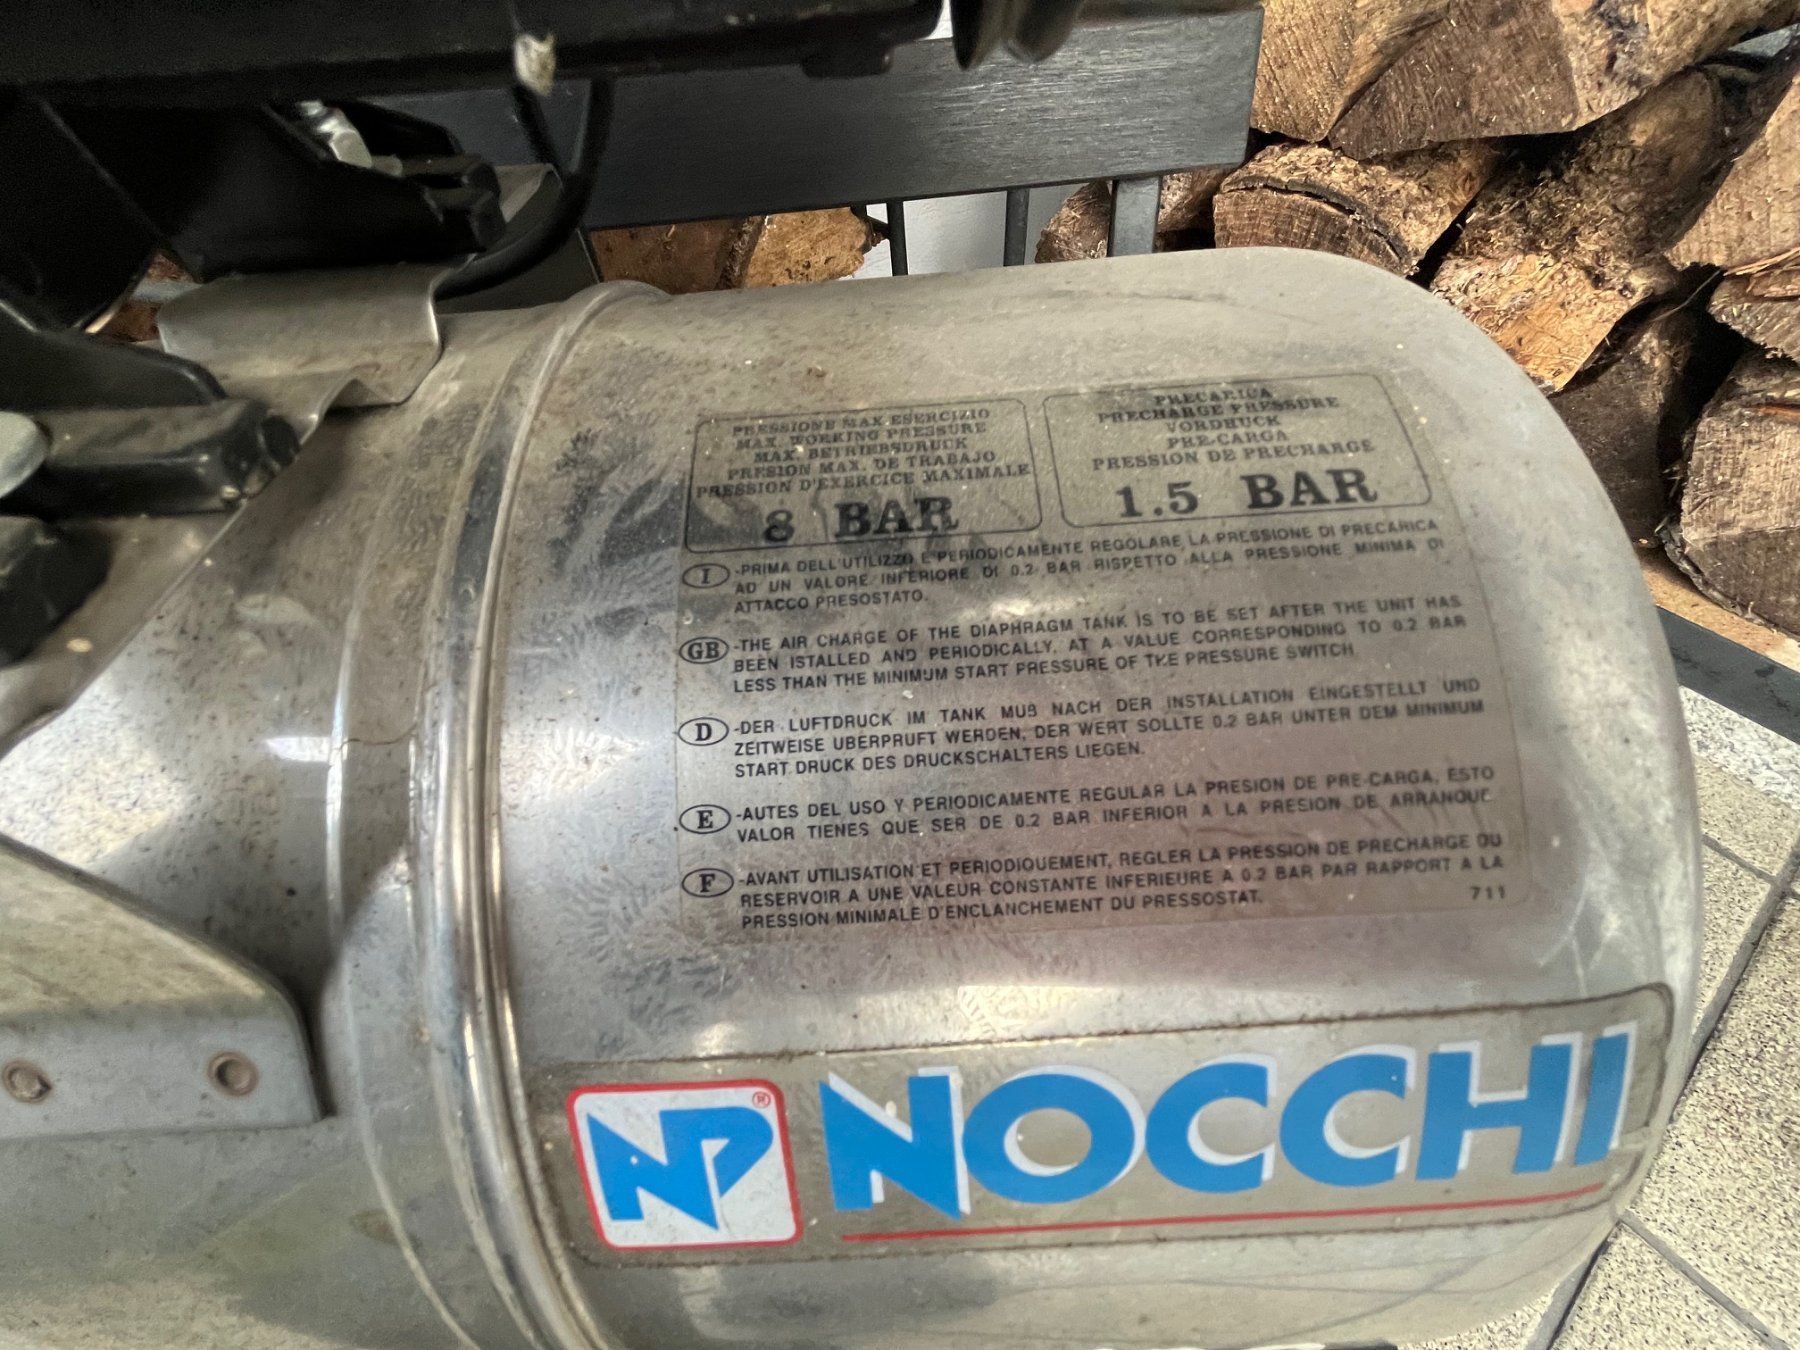 PRESSIONE MAX ESERCIZIO
MAX. WORKING PRESSURE
MAX. BETRIEBSDRUCK
PRESION MAX. DE TRABAJO
PRESSION D'EXERCICE MAXIMALE
8 BAR
PRECARICA
PRECHARGE PRESSURE
VORDRUCK
PRE-CARGA
PRESSION DE PRECHARGE
1.5 BAR
I -PRIMA DELL'UTILIZZO E PERIODICAMENTE REGOLARE LA PRESSIONE DI PRECARICA
AD UN VALORE INFERIORE DI 0.2 BAR RISPETTO ALLA PRESSIONE MINIMA DI
ATTACCO PRESOSTATO.
GB -THE AIR CHARGE OF THE DIAPHRAGM TANK IS TO BE SET AFTER THE UNIT HAS
BEEN ISTALLED AND PERIODICALLY, AT A VALUE CORRESPONDING TO 0.2 BAR
LESS THAN THE MINIMUM START PRESSURE OF THE PRESSURE SWITCH
D -DER LUFTDRUCK IM TANK MUß NACH DER INSTALLATION EINGESTELLT UND
ZEITWEISE UBERPRUFT WERDEN, DER WERT SOLLTE 0.2 BAR UNTER DEM MINIMUM
START DRUCK DES DRUCKSCHALTERS LIEGEN.
E -AUTES DEL USO Y PERIODICAMENTE REGULAR LA PRESION DE PRE-CARGA, ESTO
VALOR TIENES QUE SER DE 0.2 BAR INFERIOR A LA PRESION DE ARRANQUE
F -AVANT UTILISATION ET PERIODIQUEMENT, REGLER LA PRESSION DE PRECHARGE DU
RESERVOIR A UNE VALEUR CONSTANTE INFERIEURE A 0.2 BAR PAR RAPPORT A LA
PRESSION MINIMALE D'ENCLANCHEMENT DU PRESSOSTAT.
711
NP® NOCCHI